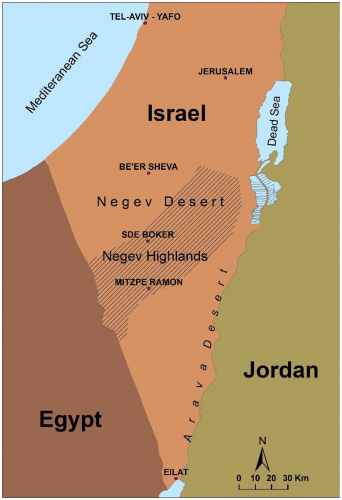 TEL-AVIV - YAFO
Mediterranean Sea
JERUSALEM
Israel
Dead Sea
BE'ER SHEVA
Negev Desert
SDE BOKER
Negev Highlands
MITZPE RAMON
Arava Desert
Jordan
Egypt
N
EILAT
0 10 20 30 Km